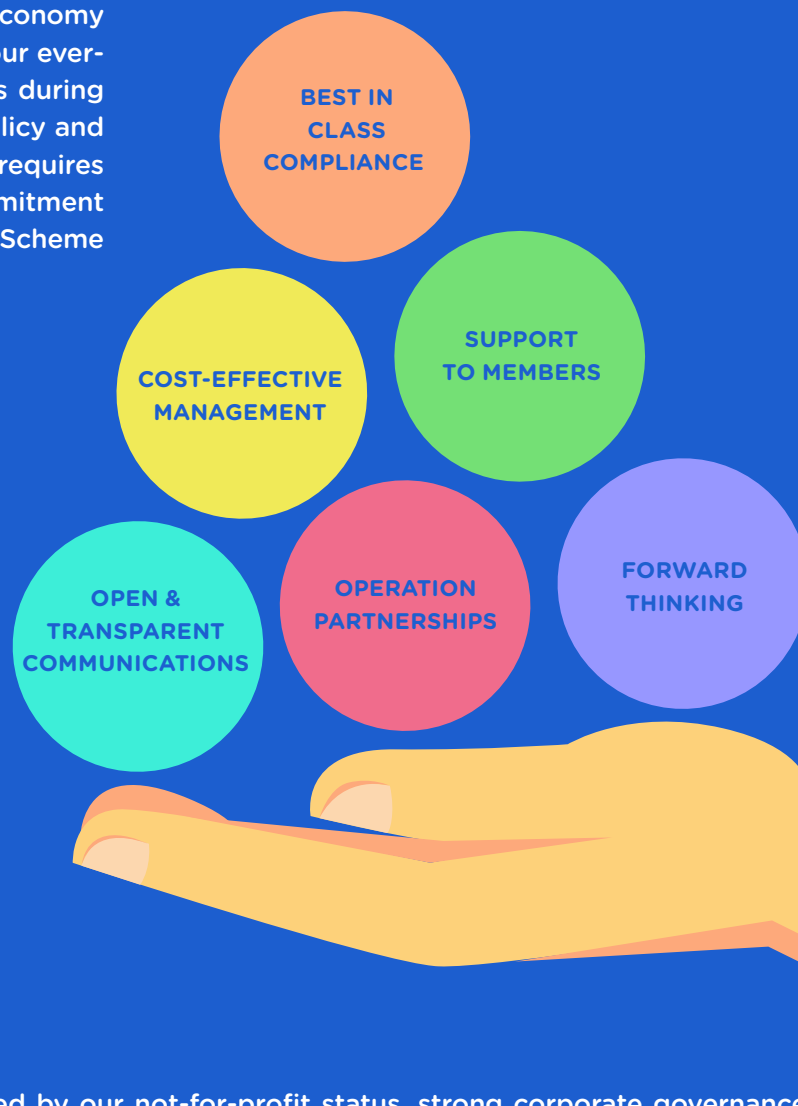 conomy
ur ever-
s during
licy and
requires
mitment
Scheme
BEST IN
CLASS
COMPLIANCE
SUPPORT
TO MEMBERS
COST-EFFECTIVE
MANAGEMENT
FORWARD
THINKING
OPERATION
PARTNERSHIPS
OPEN &
TRANSPARENT
COMMUNICATIONS
ed by our not-for-profit status, strong corporate governance